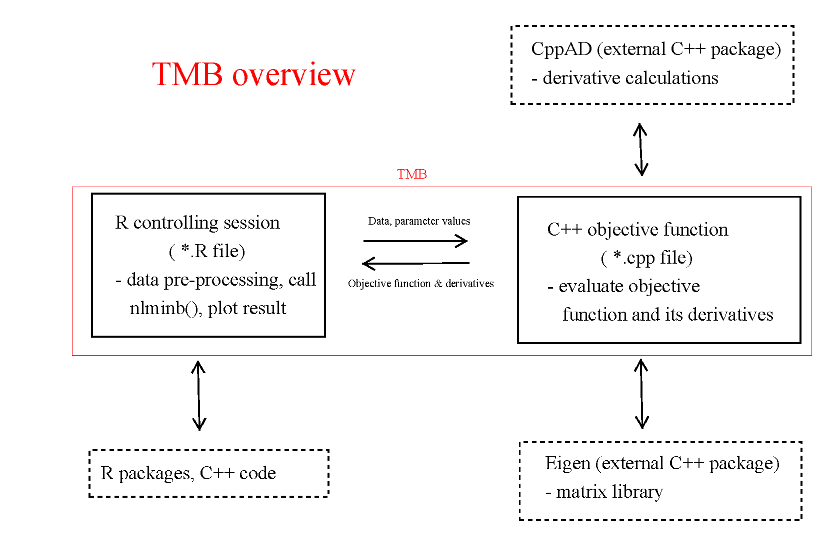 TMB overview
CppAD (external C++ package)
- derivative calculations
TMB
R controlling session
( *.R file)
- data pre-processing, call
nlminb(), plot result
Data, parameter values
Objective function & derivatives
C++ objective function
( *.cpp file)
- evaluate objective
function and its derivatives
R packages, C++ code
Eigen (external C++ package)
- matrix library